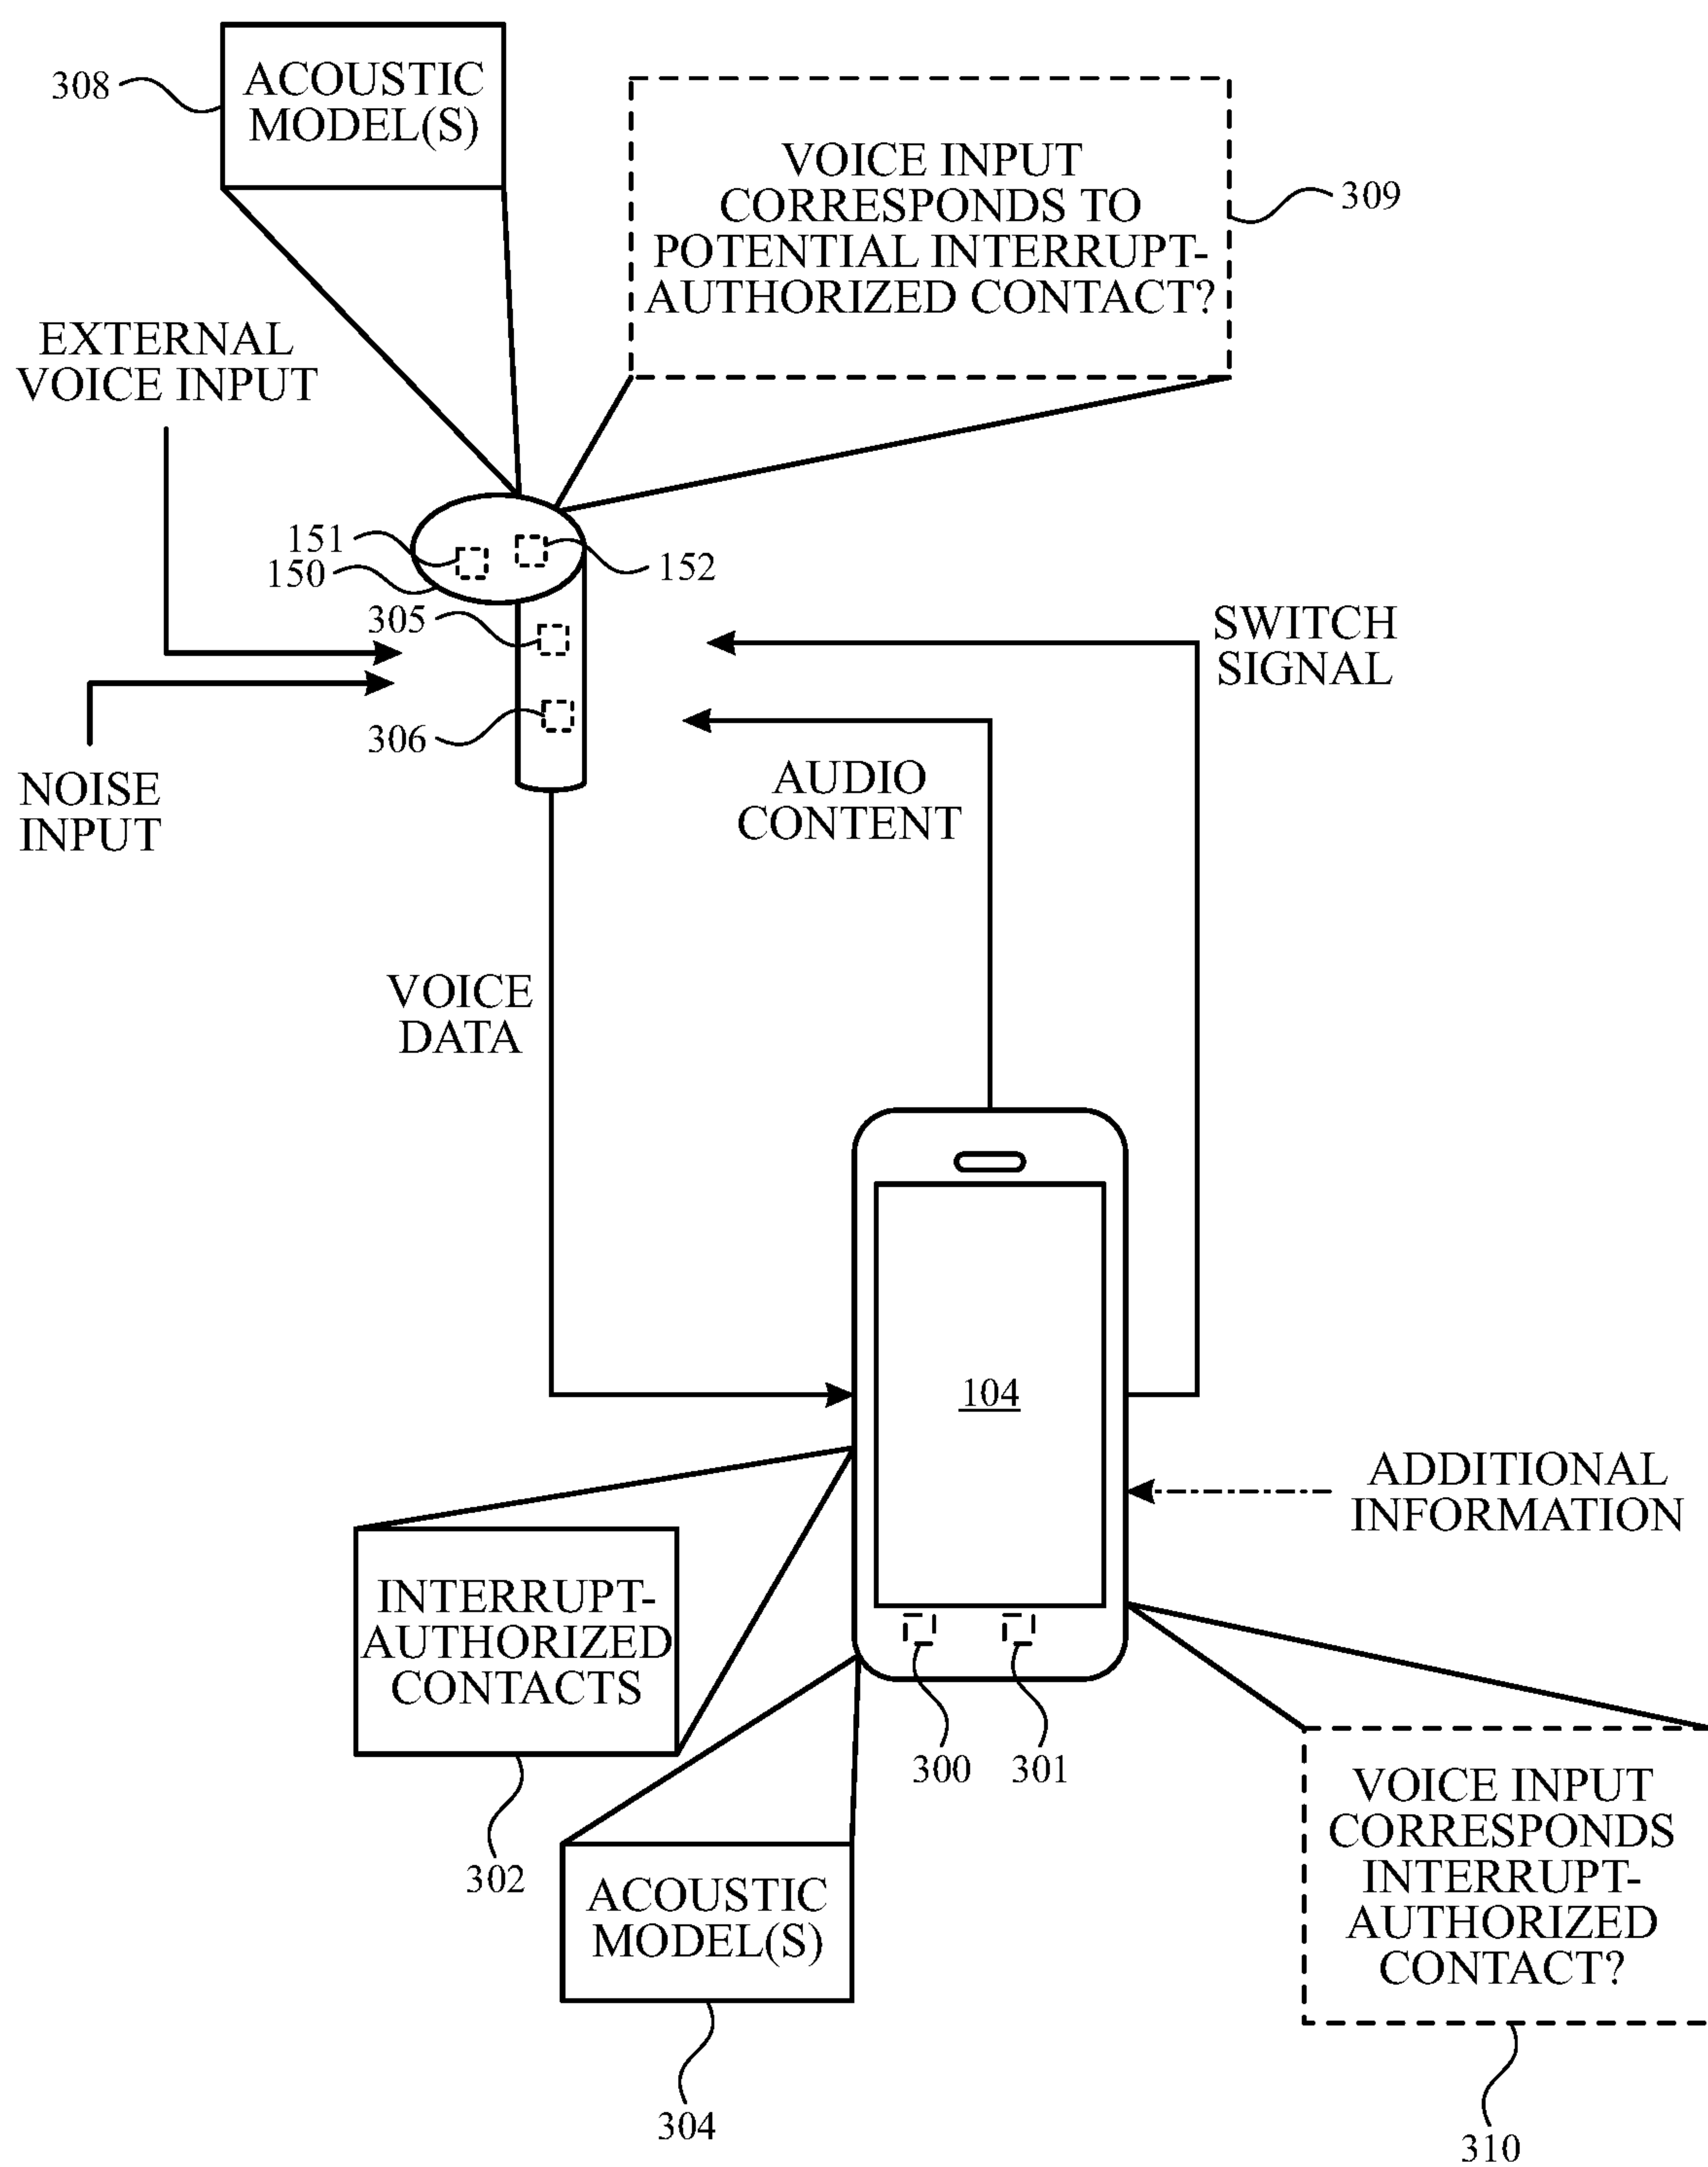 308
ACOUSTIC
MODEL(S)
VOICE INPUT
CORRESPONDS TO
POTENTIAL INTERRUPT-
AUTHORIZED CONTACT?
309
EXTERNAL
VOICE INPUT
151
150
152
305
306
SWITCH
SIGNAL
NOISE
INPUT
AUDIO
CONTENT
VOICE
DATA
104
ADDITIONAL
INFORMATION
INTERRUPT-
AUTHORIZED
CONTACTS
300
301
302
VOICE INPUT
CORRESPONDS
INTERRUPT-
AUTHORIZED
CONTACT?
ACOUSTIC
MODEL(S)
304
310